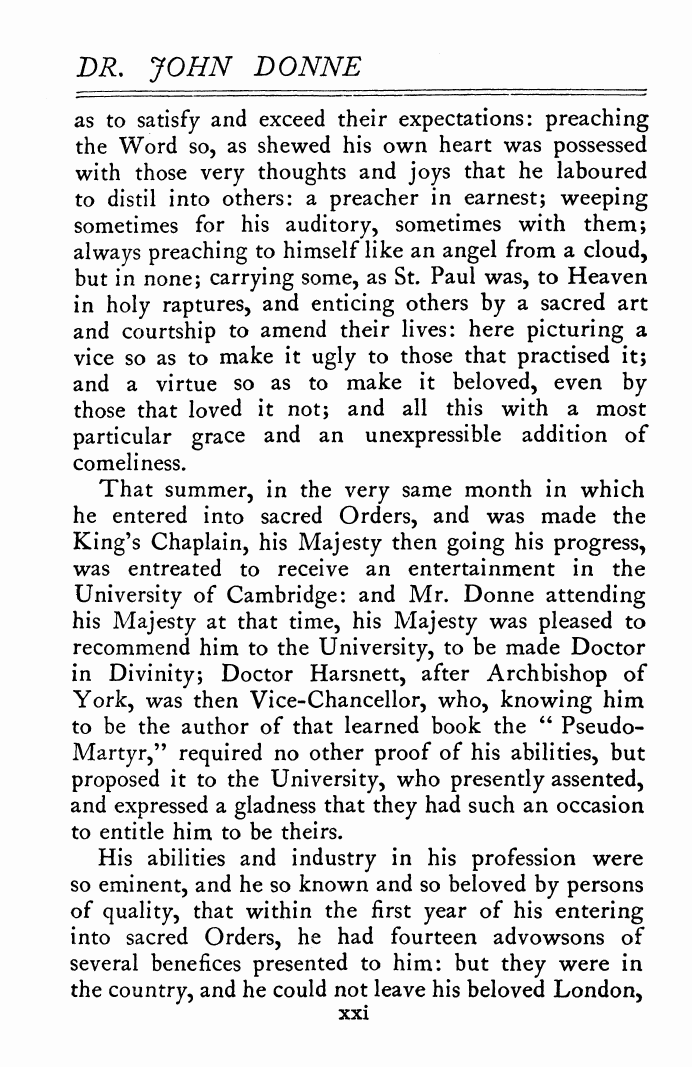 DR. JOHN DONNE
as to satisfy and exceed their expectations: preaching
the Word so, as shewed his own heart was possessed
with those very thoughts and joys that he laboured
to distil into others: a preacher in earnest; weeping
sometimes for his auditory, sometimes with them;
always preaching to himself like an angel from a cloud,
but in none; carrying some, as St. Paul was, to Heaven
in holy raptures, and enticing others by a sacred art
and courtship to amend their lives: here picturing a
vice so as to make it ugly to those that practised it;
and a virtue so as to make it beloved, even by
those that loved it not; and all this with a most
particular grace and an unexpressible addition of
comeliness.
That summer, in the very same month in which
he entered into sacred Orders, and was made the
King's Chaplain, his Majesty then going his progress,
was entreated to receive an entertainment in the
University of Cambridge: and Mr. Donne attending
his Majesty at that time, his Majesty was pleased to
recommend him to the University, to be made Doctor
in Divinity; Doctor Harsnett, after Archbishop of
York, was then Vice-Chancellor, who, knowing him
to be the author of that learned book the “ Pseudo-
Martyr,” required no other proof of his abilities, but
proposed it to the University, who presently assented,
and expressed a gladness that they had such an occasion
to entitle him to be theirs.
His abilities and industry in his profession were
so eminent, and he so known and so beloved by persons
of quality, that within the first year of his entering
into sacred Orders, he had fourteen advowsons of
several benefices presented to him: but they were in
the country, and he could not leave his beloved London,
xxi